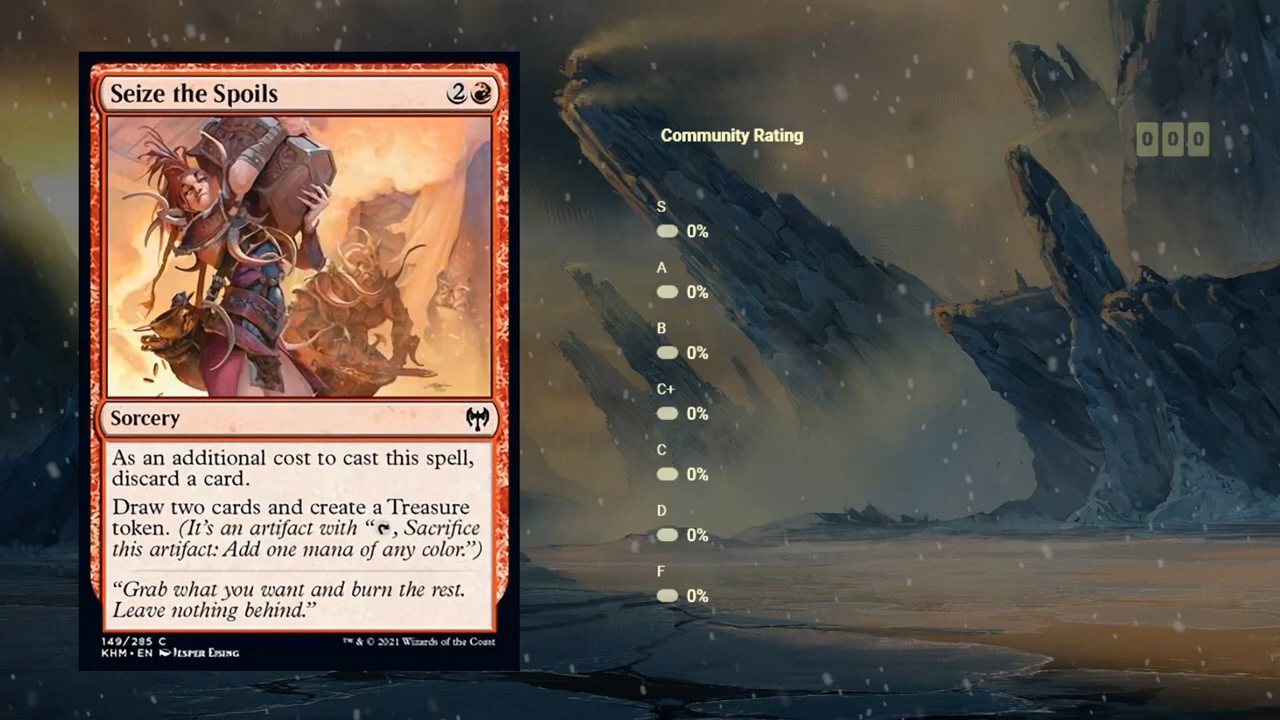 Seize the Spoils 2
Community Rating
000
S
0%
A
0%
B
0%
C+
0%
C
0%
D
0%
F
0%
Sorcery
As an additional cost to cast this spell,
discard a card.
Draw two cards and create a Treasure
token. (It's an artifact with “, Sacrifice
this artifact: Add one mana of any color.”)
“Grab what you want and burn the rest.
Leave nothing behind.”
149/285 C
KHM • EN JESPER EJSING
™ & © 2021 Wizards of the Coast